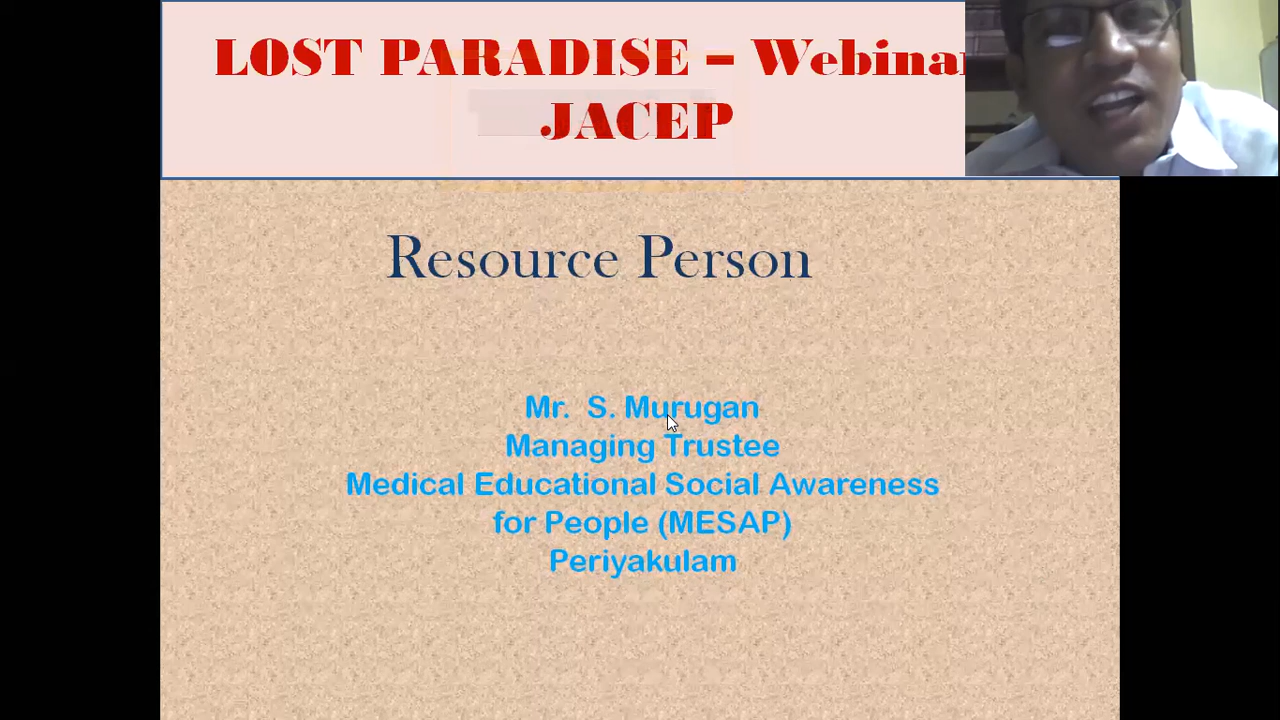 LOST PARADISE – Webinar
JACEP
Resource Person
Mr. S. Murugan
Managing Trustee
Medical Educational Social Awareness
for People (MESAP)
Periyakulam